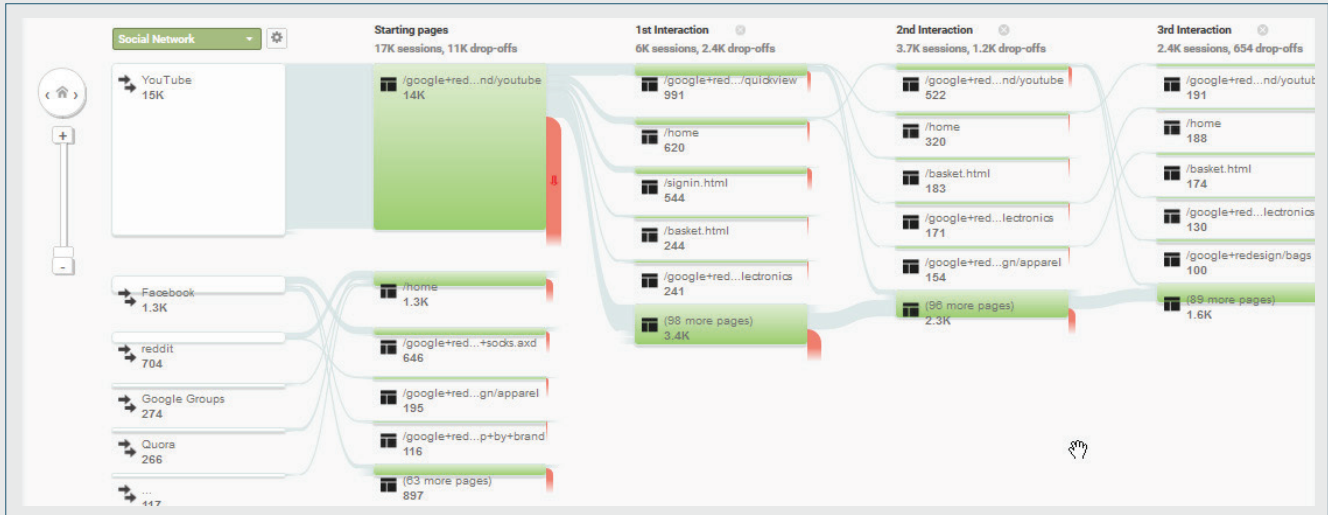 Social Network
YouTube
15K
Facebook
1.3K
reddit
704
Google Groups
274
Quora
266
...
117
Starting pages
17K sessions, 11K drop-offs
/google+red...nd/youtube
14K
/home
1.3K
/google+red...+socks.axd
646
/google+red...gn/apparel
195
/google+red...p+by+brand
116
(63 more pages)
897
1st Interaction
6K sessions, 2.4K drop-offs
/google+red.../quickview
991
/home
620
/signin.html
544
/basket.html
244
/google+red...lectronics
241
(98 more pages)
3.4K
2nd Interaction
3.7K sessions, 1.2K drop-offs
/google+red...nd/youtube
522
/home
320
/basket.html
183
/google+red...lectronics
171
/google+red...gn/apparel
154
(96 more pages)
2.3K
3rd Interaction
2.4K sessions, 654 drop-offs
/google+red...nd/youtub
191
/home
188
/basket.html
174
/google+red...lectronics
130
/google+redesign/bags
100
(89 more pages)
1.6K